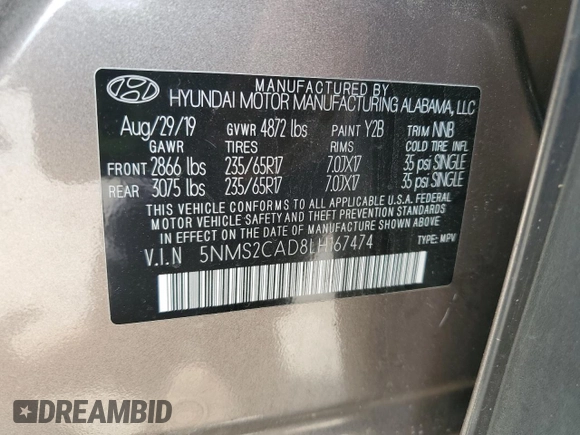 MANUFACTURED BY
HYUNDAI MOTOR MANUFACTURING ALABAMA, LLC
Aug/29/19 GVWR 4872 lbs PAINT Y2B TRIM NNB
GAWR TIRES RIMS COLD TIRE INFL
FRONT 2866 lbs 235/65R17 7.0JX17 35 psi SINGLE
REAR 3075 lbs 235/65R17 7.0JX17 35 psi SINGLE
THIS VEHICLE CONFORMS TO ALL APPLICABLE U.S.A. FEDERAL
MOTOR VEHICLE SAFETY AND THEFT PREVENTION STANDARDS
IN EFFECT ON THE DATE OF MANUFACTURE SHOWN ABOVE.
V.I.N 5NMS2CAD8LH167474 TYPE: MPV
DREAMBID